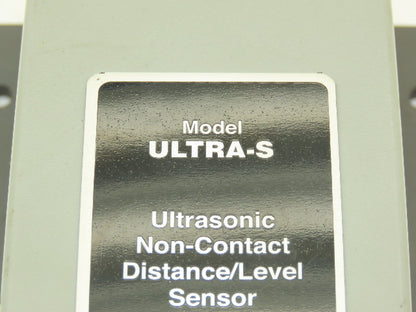 Model
ULTRA-S
Ultrasonic
Non-Contact
Distance/Level
Sensor